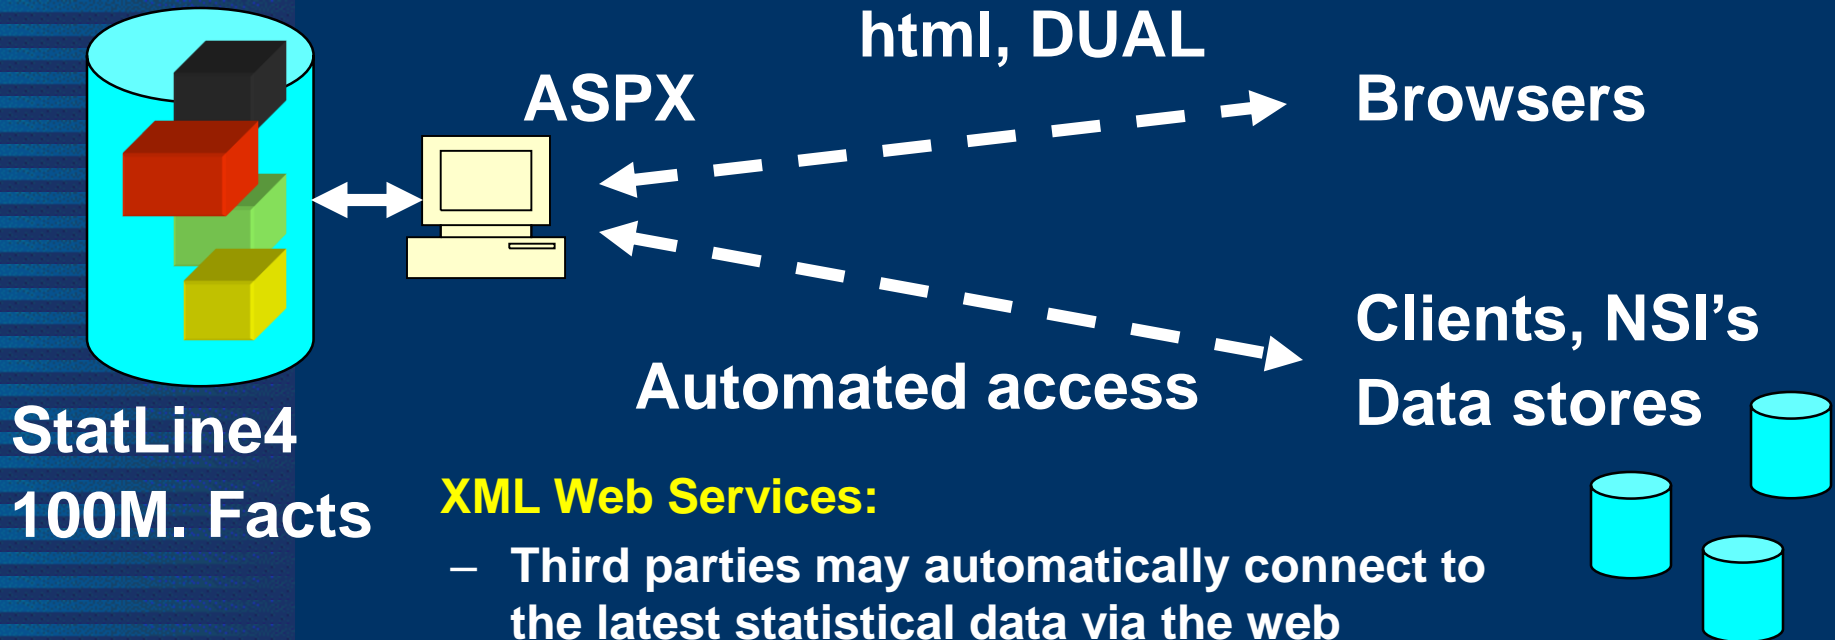 html, DUAL
ASPX
Browsers
Clients, NSI’s
Data stores
Automated access
StatLine4
100M. Facts
XML Web Services:
– Third parties may automatically connect to
the latest statistical data via the web